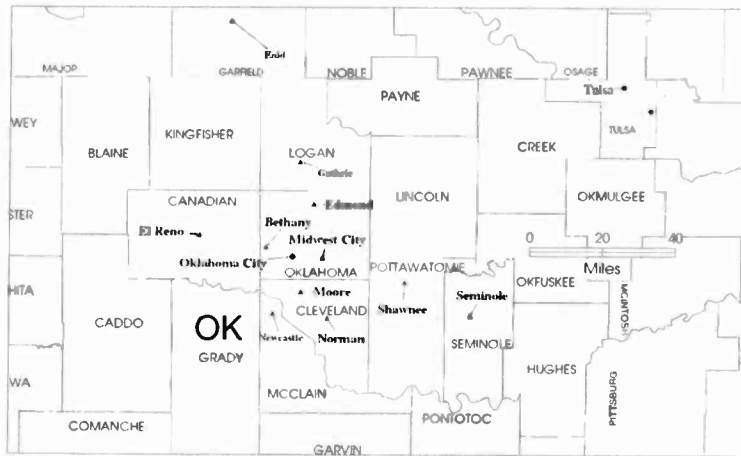 Enid
MAJOR
GARFIELD
NOBLE
PAWNEE
OSAGE
Tulsa
PAYNE
WEY
KINGFISHER
TULSA
BLAINE
LOGAN
CREEK
Guthrie
CANADIAN
LINCOLN
OKMULGEE
Edmond
STER
Bethany
El Reno
Midwest City
0 20 40
Oklahoma City
OKLAHOMA
POTTAWATOMIE
Miles
HITA
Moore
Seminole
OKFUSKEE
MCINTOSH
CADDO
OK
CLEVELAND
Shawnee
Newcastle
Norman
SEMINOLE
GRADY
HUGHES
WA
MCCLAIN
PITTSBURG
COMANCHE
PONTOTOC
GARVIN